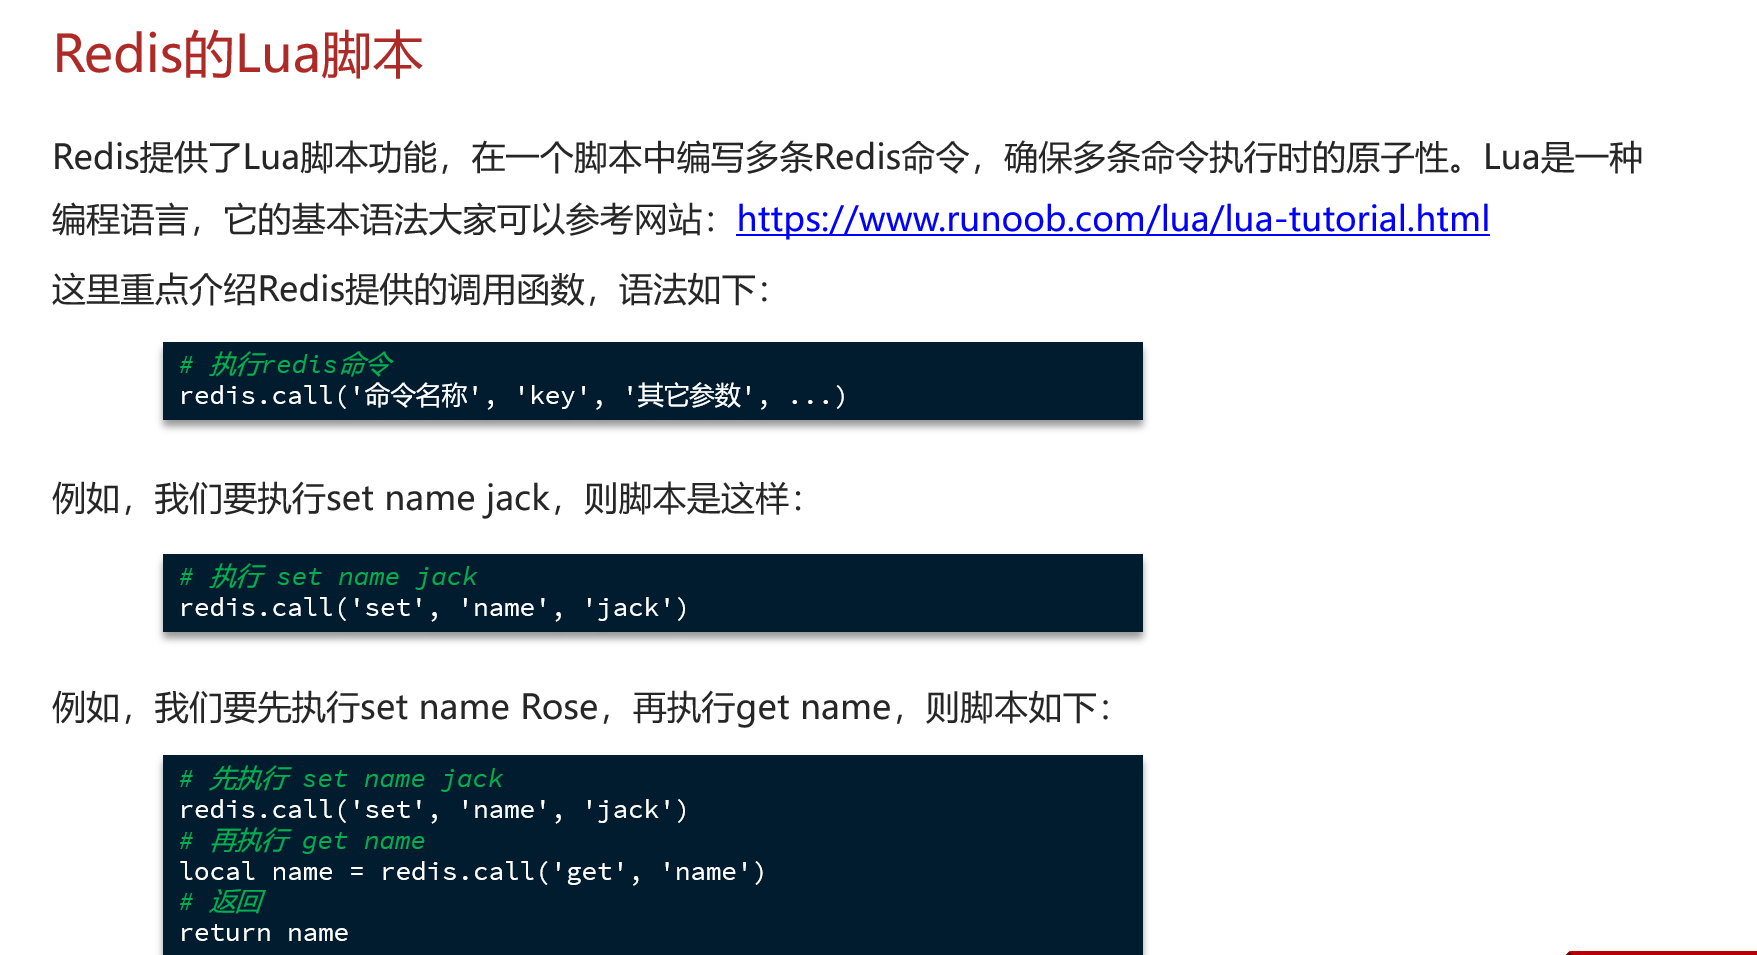 Redis的Lua脚本
Redis提供了Lua脚本功能，在一个脚本中编写多条Redis命令，确保多条命令执行时的原子性。Lua是一种
编程语言，它的基本语法大家可以参考网站：https://www.runoob.com/lua/lua-tutorial.html
这里重点介绍Redis提供的调用函数，语法如下：
# 执行redis命令
redis.call('命令名称', 'key', '其它参数', ...)
例如，我们要执行set name jack，则脚本是这样：
# 执行 set name jack
redis.call('set', 'name', 'jack')
例如，我们要先执行set name Rose，再执行get name，则脚本如下：
# 先执行 set name jack
redis.call('set', 'name', 'jack')
# 再执行 get name
local name = redis.call('get', 'name')
# 返回
return name